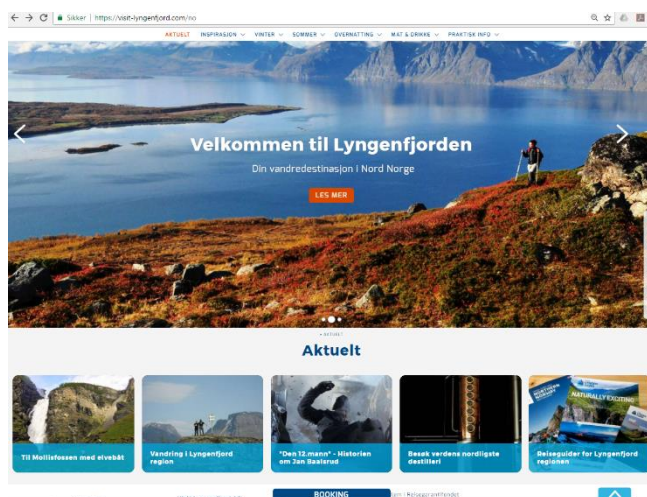 Sikker | https://visit-lyngenfjord.com/no
AKTUELT INSPIRASJON VINTER SOMMER OVERNATTING MAT & DRIKKE PRAKTISK INFO
Velkommen til Lyngenfjorden
Din vandredestinasjon i Nord Norge
LES MER
• AKTUELT
Aktuelt
NATURALLY EXCITING
Til Mollisfossen med elvebåt
Vandring i Lyngenfjord region
"Den 12.mann" - Historien om Jan Baalsrud
Besøk verdens nordligste destilleri
Reiseguider for Lyngenfjord regionen
BOOKING